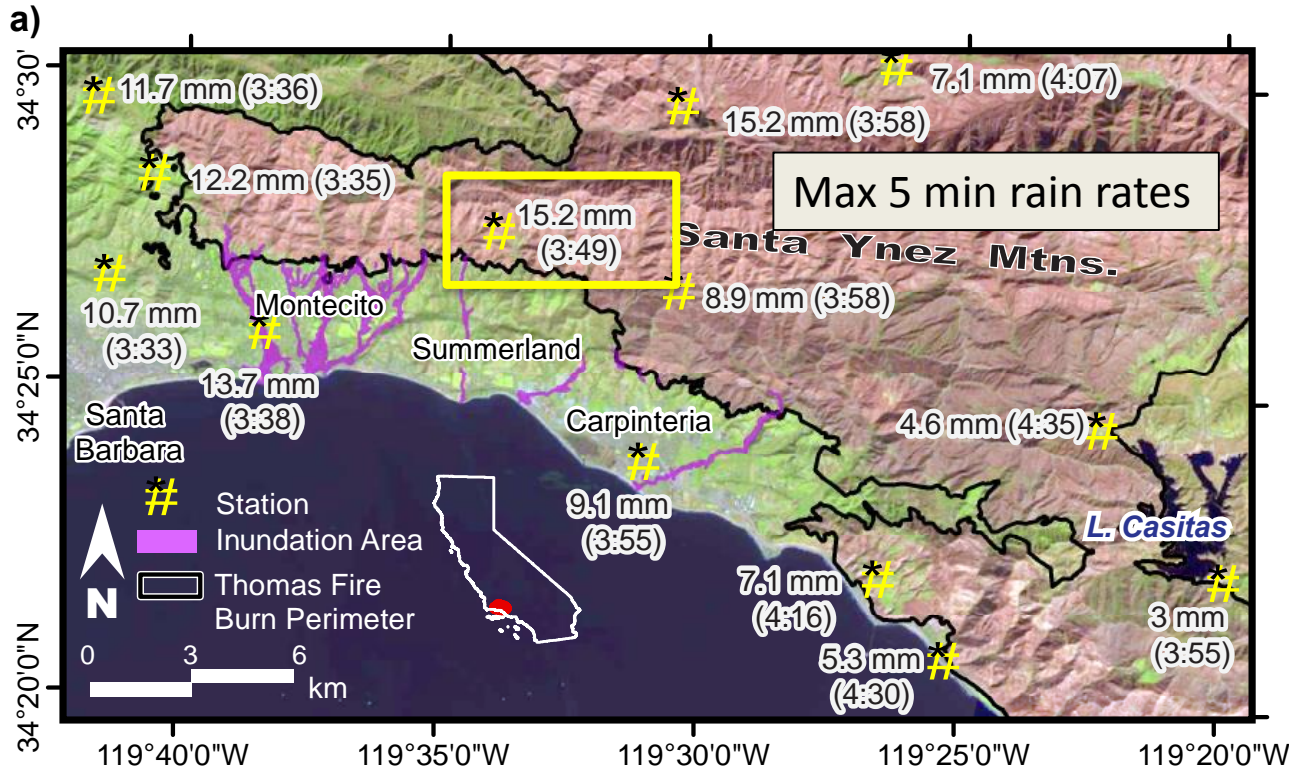 a)
34°30'
34°25'0"N
34°20'0"N
11.7 mm (3:36)
7.1 mm (4:07)
15.2 mm (3:58)
12.2 mm (3:35)
Max 5 min rain rates
15.2 mm
(3:49)
Santa Ynez Mtns.
10.7 mm
(3:33)
Montecito
8.9 mm (3:58)
Summerland
13.7 mm
(3:38)
Santa
Barbara
Carpinteria
4.6 mm (4:35)
9.1 mm
(3:55)
L. Casitas
7.1 mm
(4:16)
3 mm
(3:55)
5.3 mm
(4:30)
Station
Inundation Area
Thomas Fire
Burn Perimeter
N
0 3 6
km
119°40'0"W 119°35'0"W 119°30'0"W 119°25'0"W 119°20'0"W